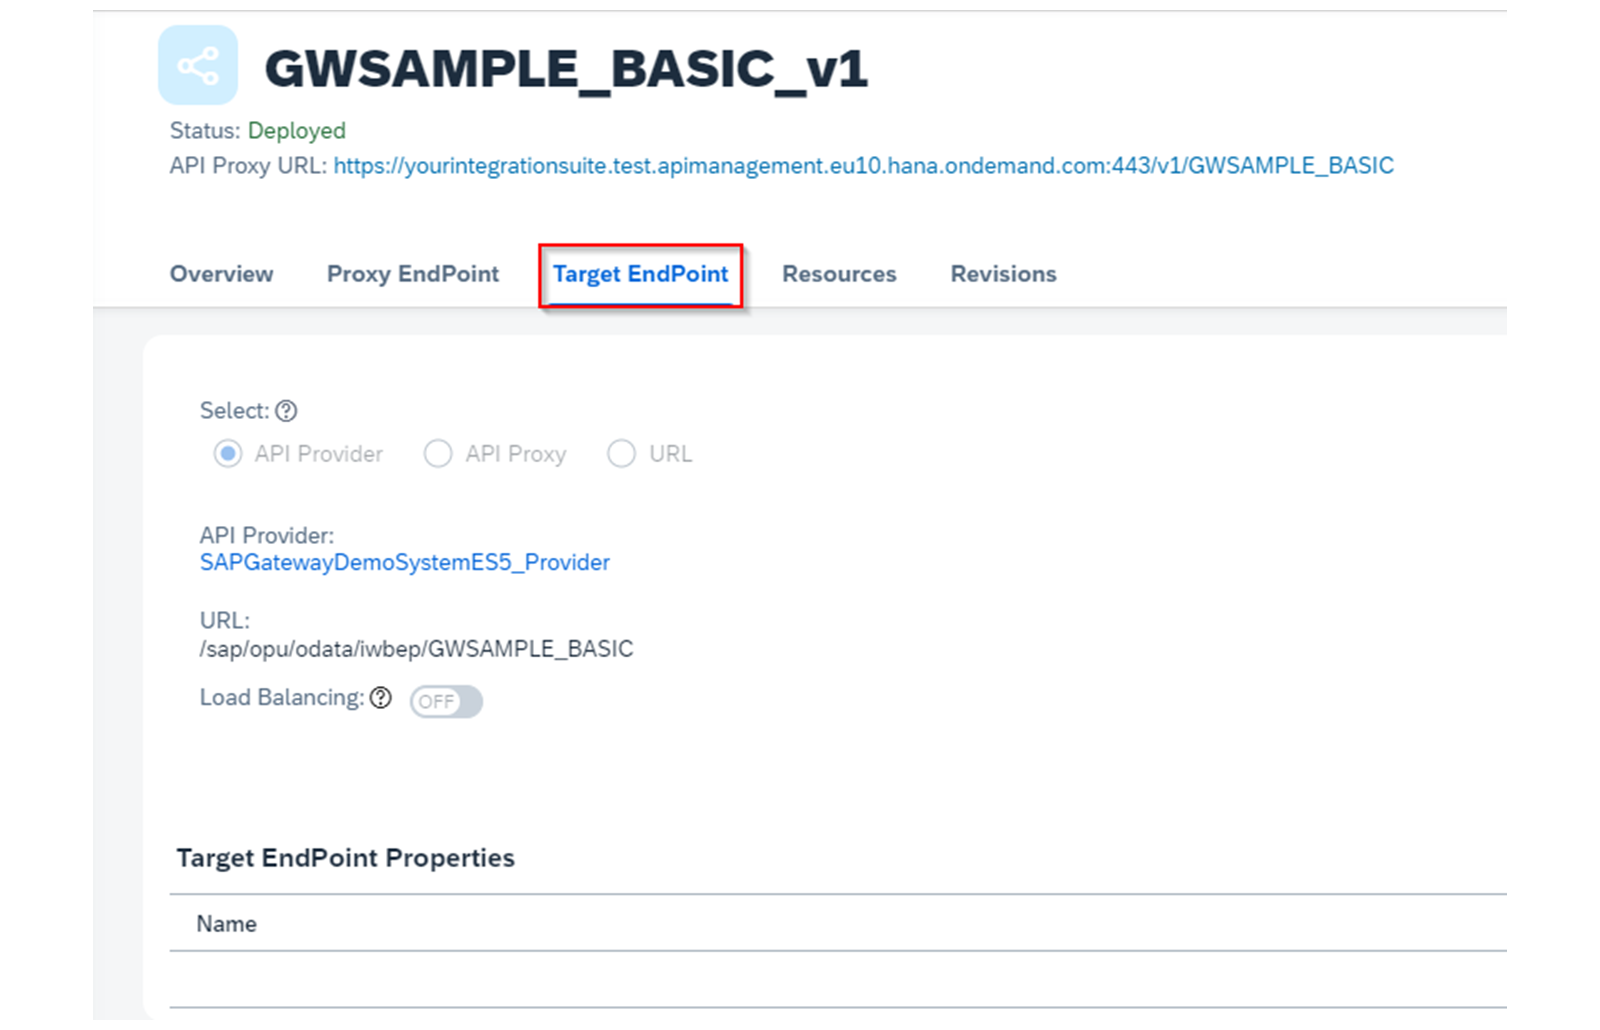 GWSAMPLE_BASIC_v1
Status: Deployed
API Proxy URL: https://yourintegrationsuite.test.apimanagement.eu10.hana.ondemand.com:443/v1/GWSAMPLE_BASIC
Overview Proxy EndPoint Target EndPoint Resources Revisions
Select: ?
API Provider API Proxy URL
API Provider:
SAPGatewayDemoSystemES5_Provider
URL:
/sap/opu/odata/iwbep/GWSAMPLE_BASIC
Load Balancing: ? OFF
Target EndPoint Properties
Name